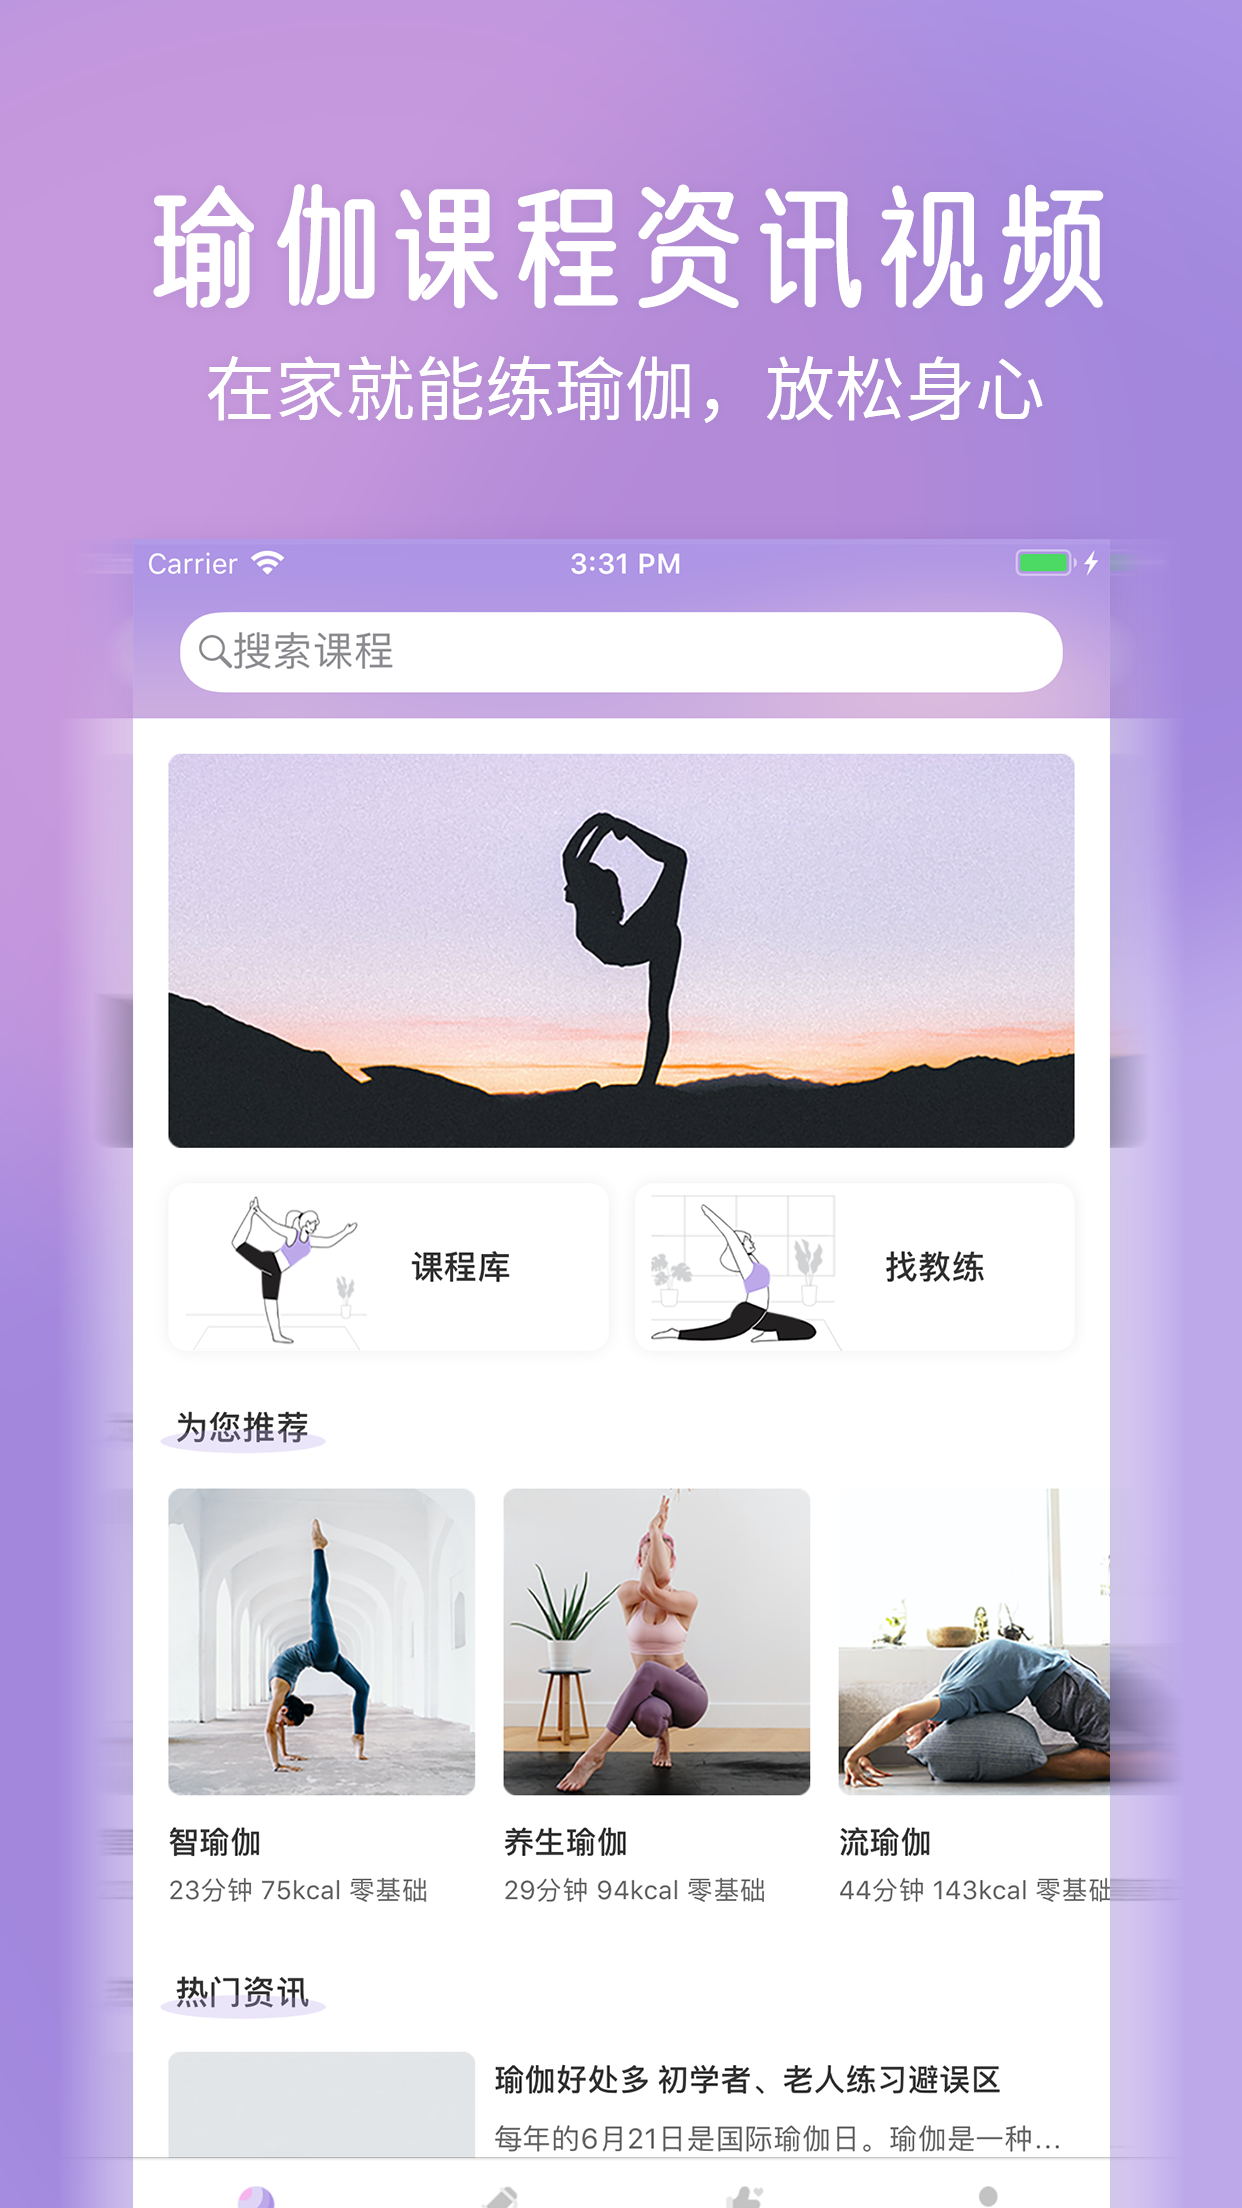 瑜伽课程资讯视频
在家就能练瑜伽，放松身心
Carrier 3:31 PM
搜索课程
课程库 找教练
为您推荐
智瑜伽 养生瑜伽 流瑜伽
23分钟 75kcal 零基础 29分钟 94kcal 零基础 44分钟 143kcal 零基础
热门资讯
瑜伽好处多 初学者、老人练习避误区
每年的6月21日是国际瑜伽日。瑜伽是一种...